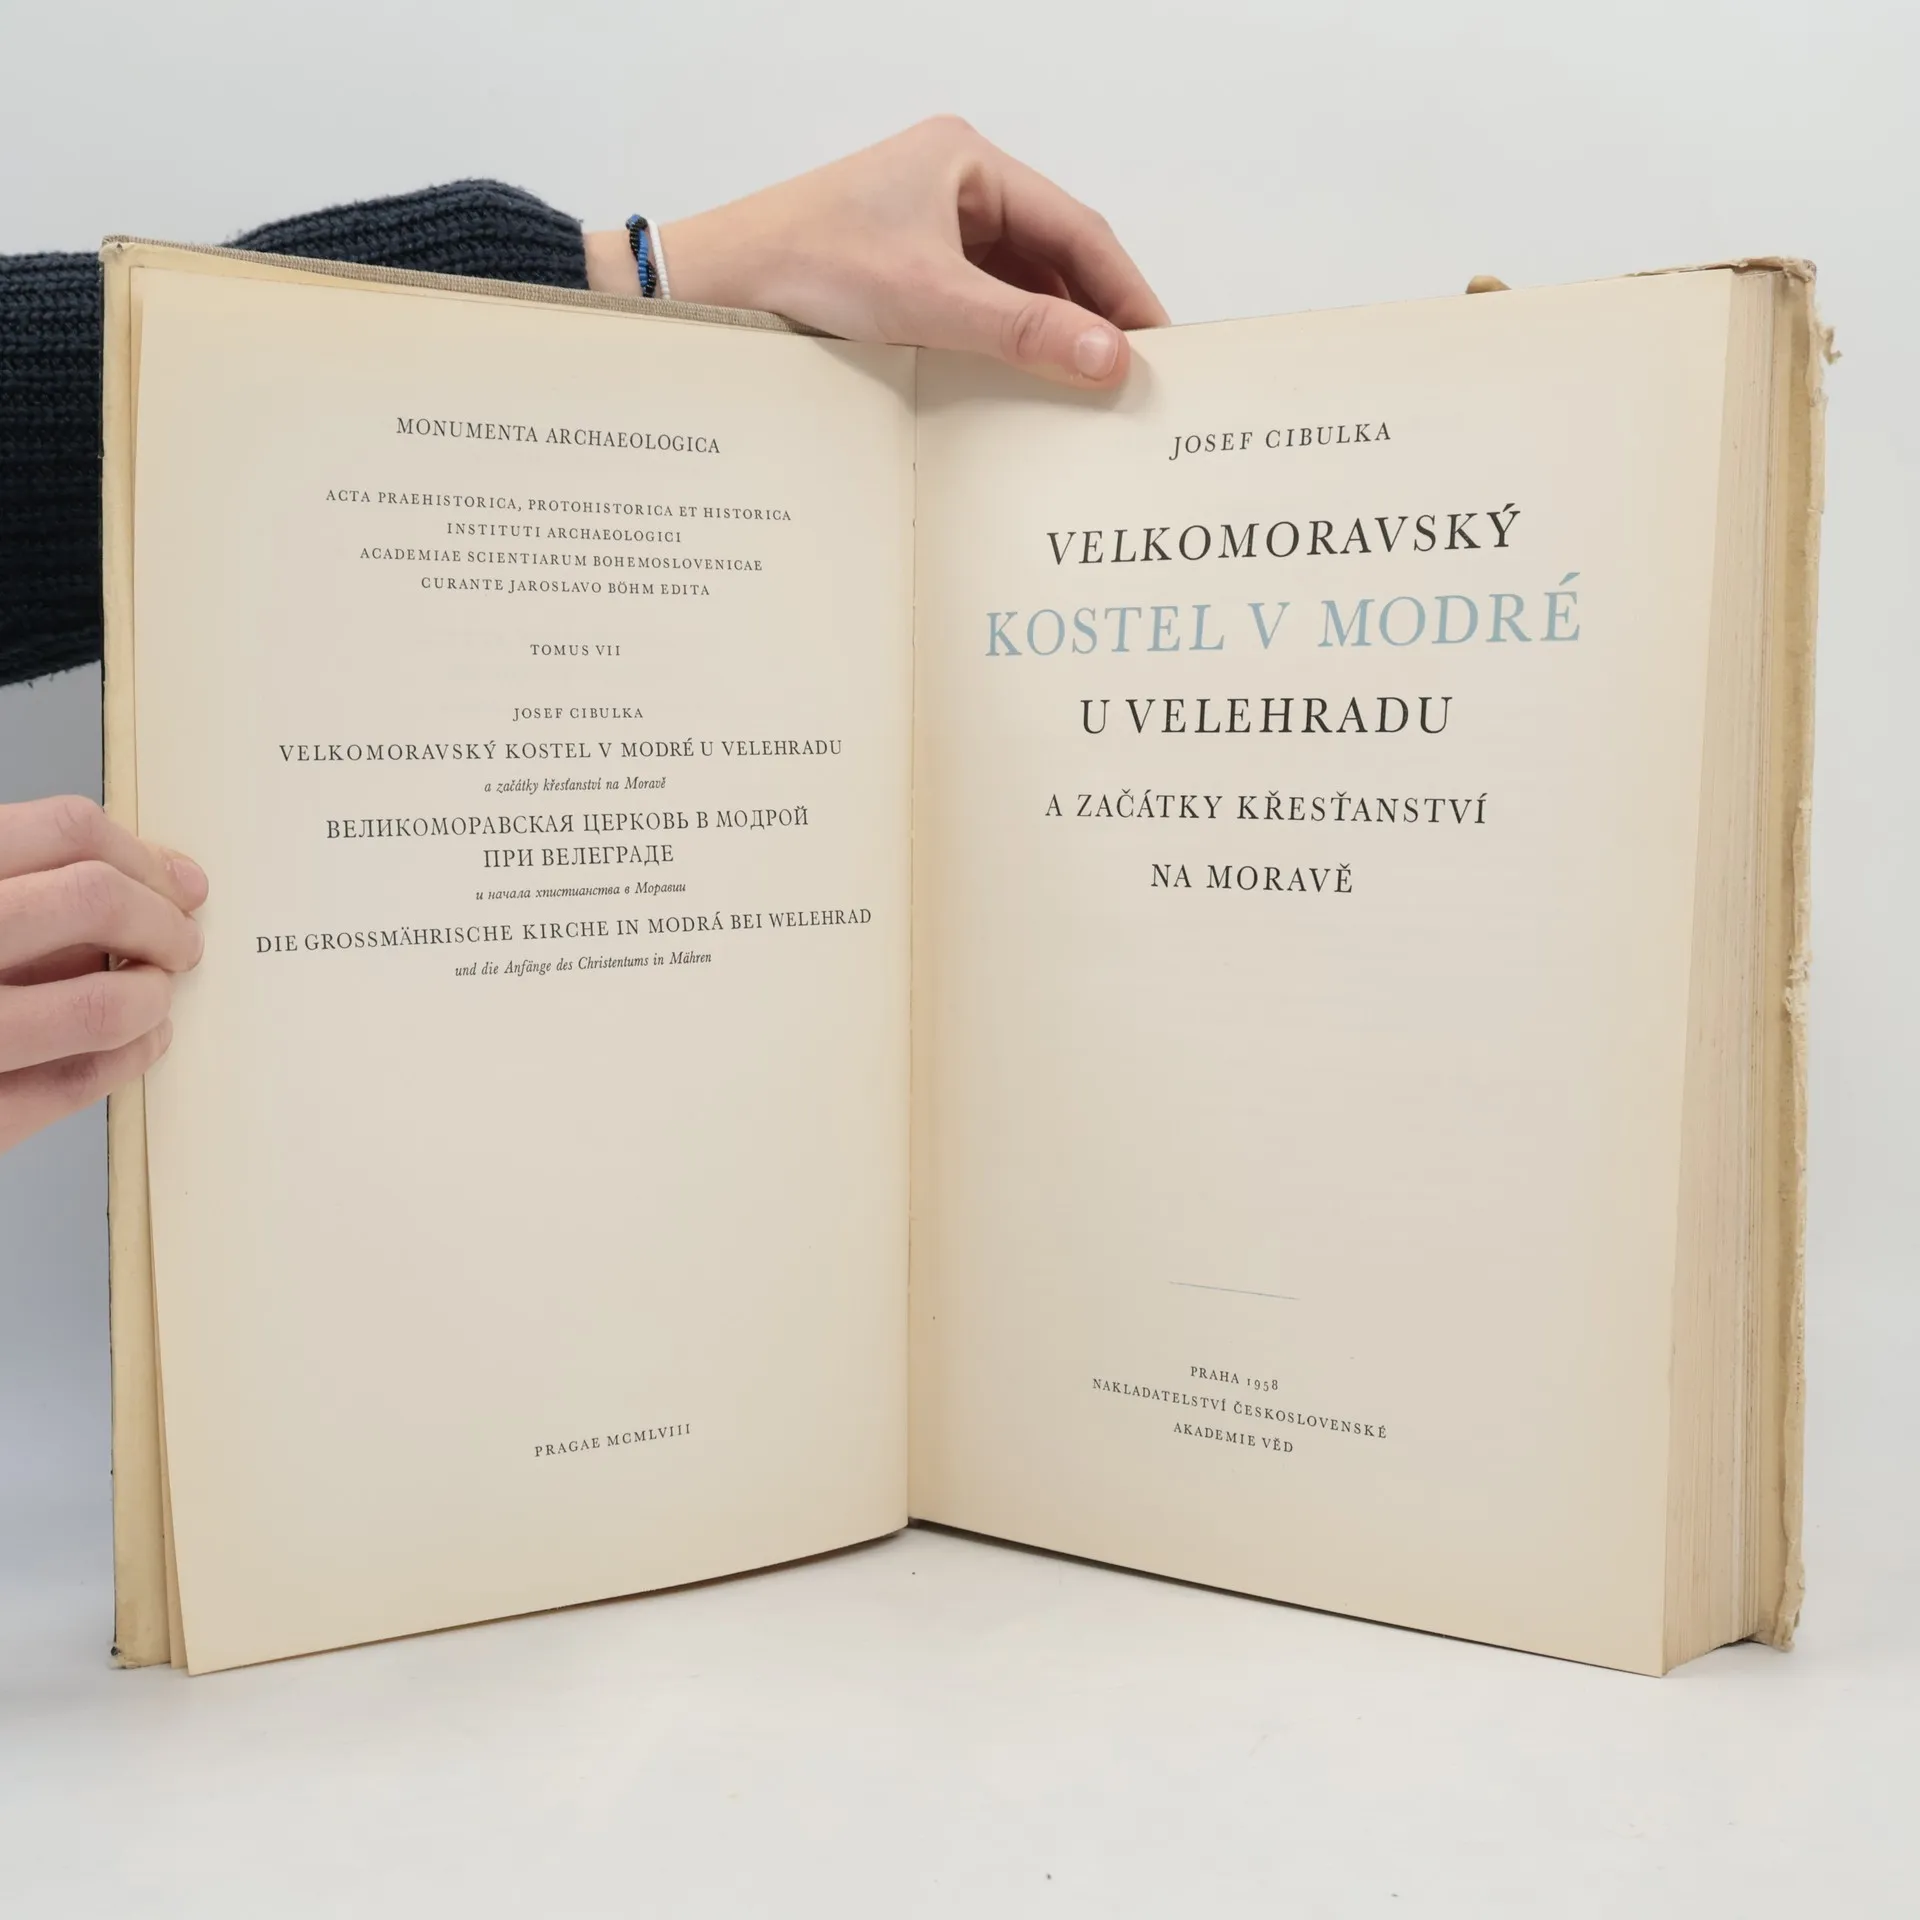 MONUMENTA ARCHAEOLOGICA
ACTA PRAEHISTORICA, PROTOHISTORICA ET HISTORICA
INSTITUTI ARCHAEOLOGICI
ACADEMIAE SCIENTIARUM BOHEMOSLOVENICAE
CURANTE JAROSLAVO BÖHM EDITA
TOMUS VII
JOSEF CIBULKA
VELKOMORAVSKÝ KOSTEL V MODRÉ U VELEHRADU
a začátky křesťanství na Moravě
ВЕЛИКОМОРАВСКАЯ ЦЕРКОВЬ В МОДРОЙ
ПРИ ВЕЛЕГРАДЕ
и начала хпистианства в Моравии
DIE GROSSMÄHRISCHE KIRCHE IN MODRÁ BEI WELEHRAD
und die Anfänge des Christentums in Mähren
PRAGAE MCMLVIII
JOSEF CIBULKA
VELKOMORAVSKÝ
KOSTEL V MODRÉ
U VELEHRADU
A ZAČÁTKY KŘESŤANSTVÍ
NA MORAVĚ
PRAHA 1958
NAKLADATELSTVÍ ČESKOSLOVENSKÉ
AKADEMIE VĚD